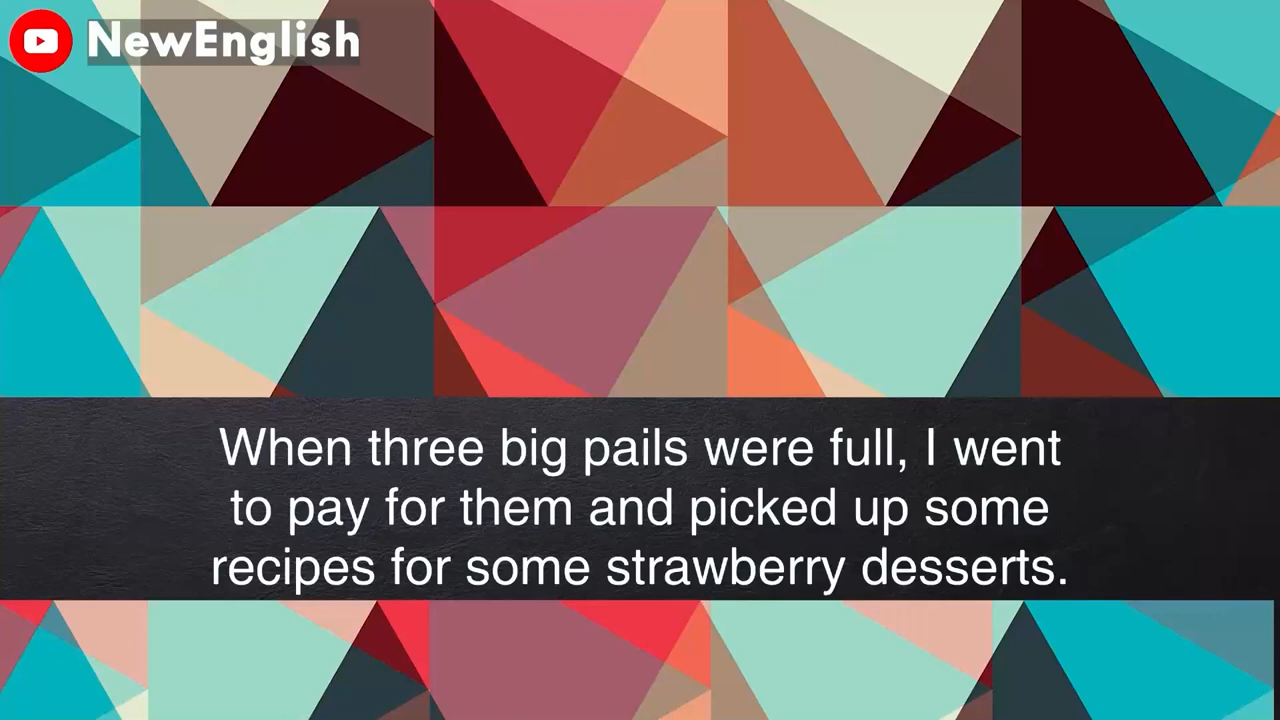 NewEnglish
When three big pails were full, I went
to pay for them and picked up some
recipes for some strawberry desserts.